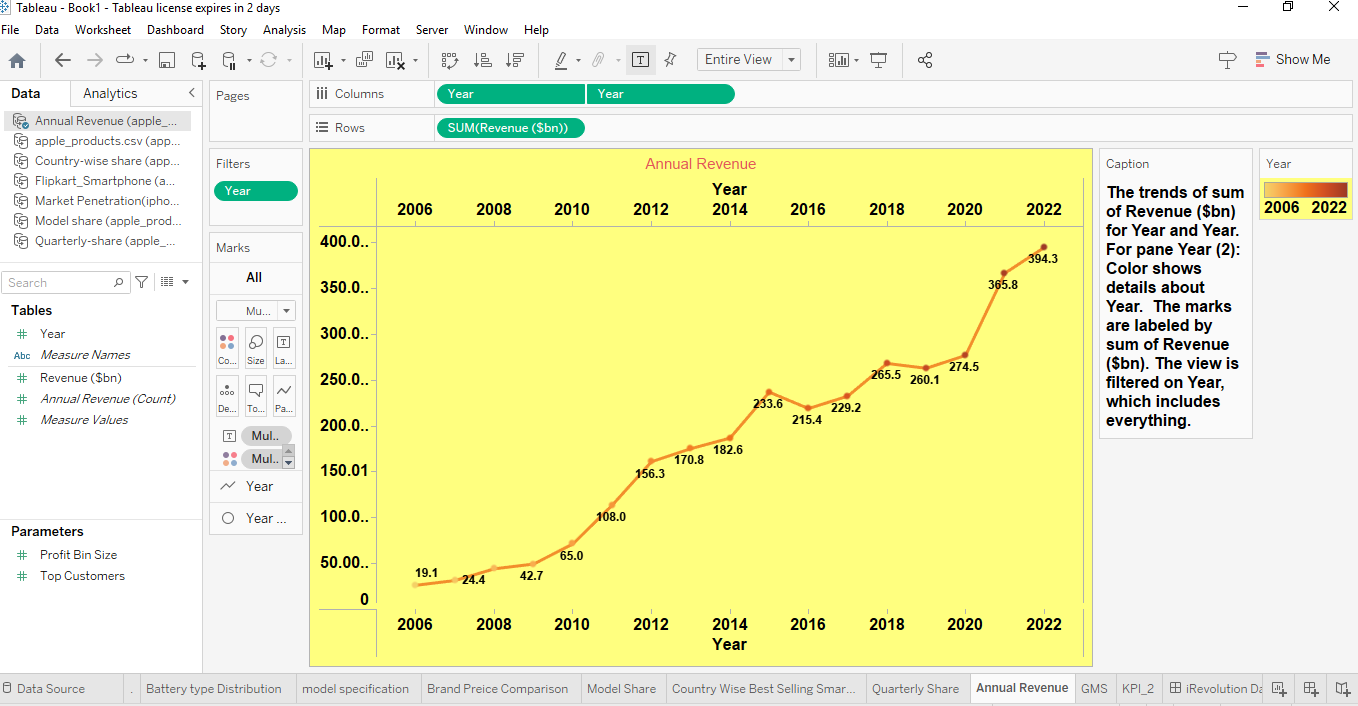 Tableau - Book1 - Tableau license expires in 2 days
File Data Worksheet Dashboard Story Analysis Map Format Server Window Help
Entire View
Show Me
Data Analytics
Annual Revenue (apple_...
apple_products.csv (app...
Country-wise share (app...
Flipkart_Smartphone (a...
Market Penetration(ipho...
Model share (apple_prod...
Quarterly-share (apple_...
Search
Tables
Year
Abc Measure Names
Revenue ($bn)
Annual Revenue (Count)
Measure Values
Parameters
Profit Bin Size
Top Customers
Pages
Filters
Year
Marks
All
Mu...
Co... Size La...
De... To... Pa...
Mul..
Mul..
Year
Year ...
Columns Year Year
Rows SUM(Revenue ($bn))
Annual Revenue
Year
2006 2008 2010 2012 2014 2016 2018 2020 2022
400.0..
350.0..
300.0..
250.0..
200.0..
150.01
100.0..
50.00..
0
19.1
24.4
42.7
65.0
108.0
156.3
170.8
182.6
233.6
215.4
229.2
265.5
260.1
274.5
365.8
394.3
2006 2008 2010 2012 2014 2016 2018 2020 2022
Year
Caption
The trends of sum
of Revenue ($bn)
for Year and Year.
For pane Year (2):
Color shows
details about
Year. The marks
are labeled by
sum of Revenue
($bn). The view is
filtered on Year,
which includes
everything.
Year
2006 2022
Data Source . Battery type Distribution model specification Brand Preice Comparison Model Share Country Wise Best Selling Smar... Quarterly Share Annual Revenue GMS KPI_2 iRevolution Da